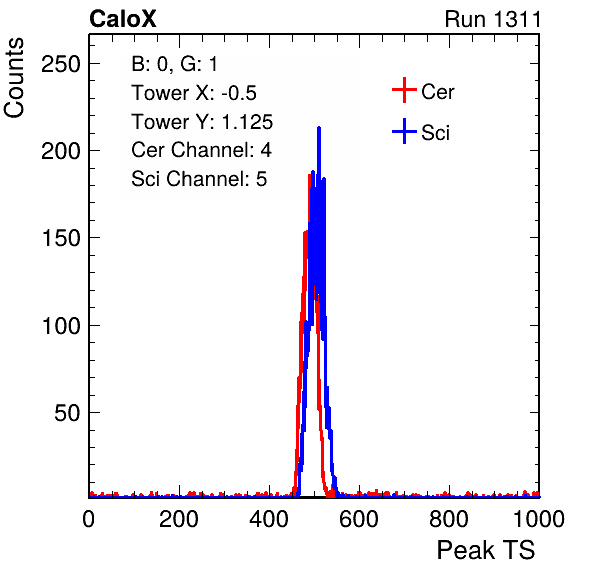 CaloX Run 1311
Counts
250
200
150
100
50
B: 0, G: 1
Tower X: -0.5
Tower Y: 1.125
Cer Channel: 4
Sci Channel: 5
Cer
Sci
0 200 400 600 800 1000
Peak TS